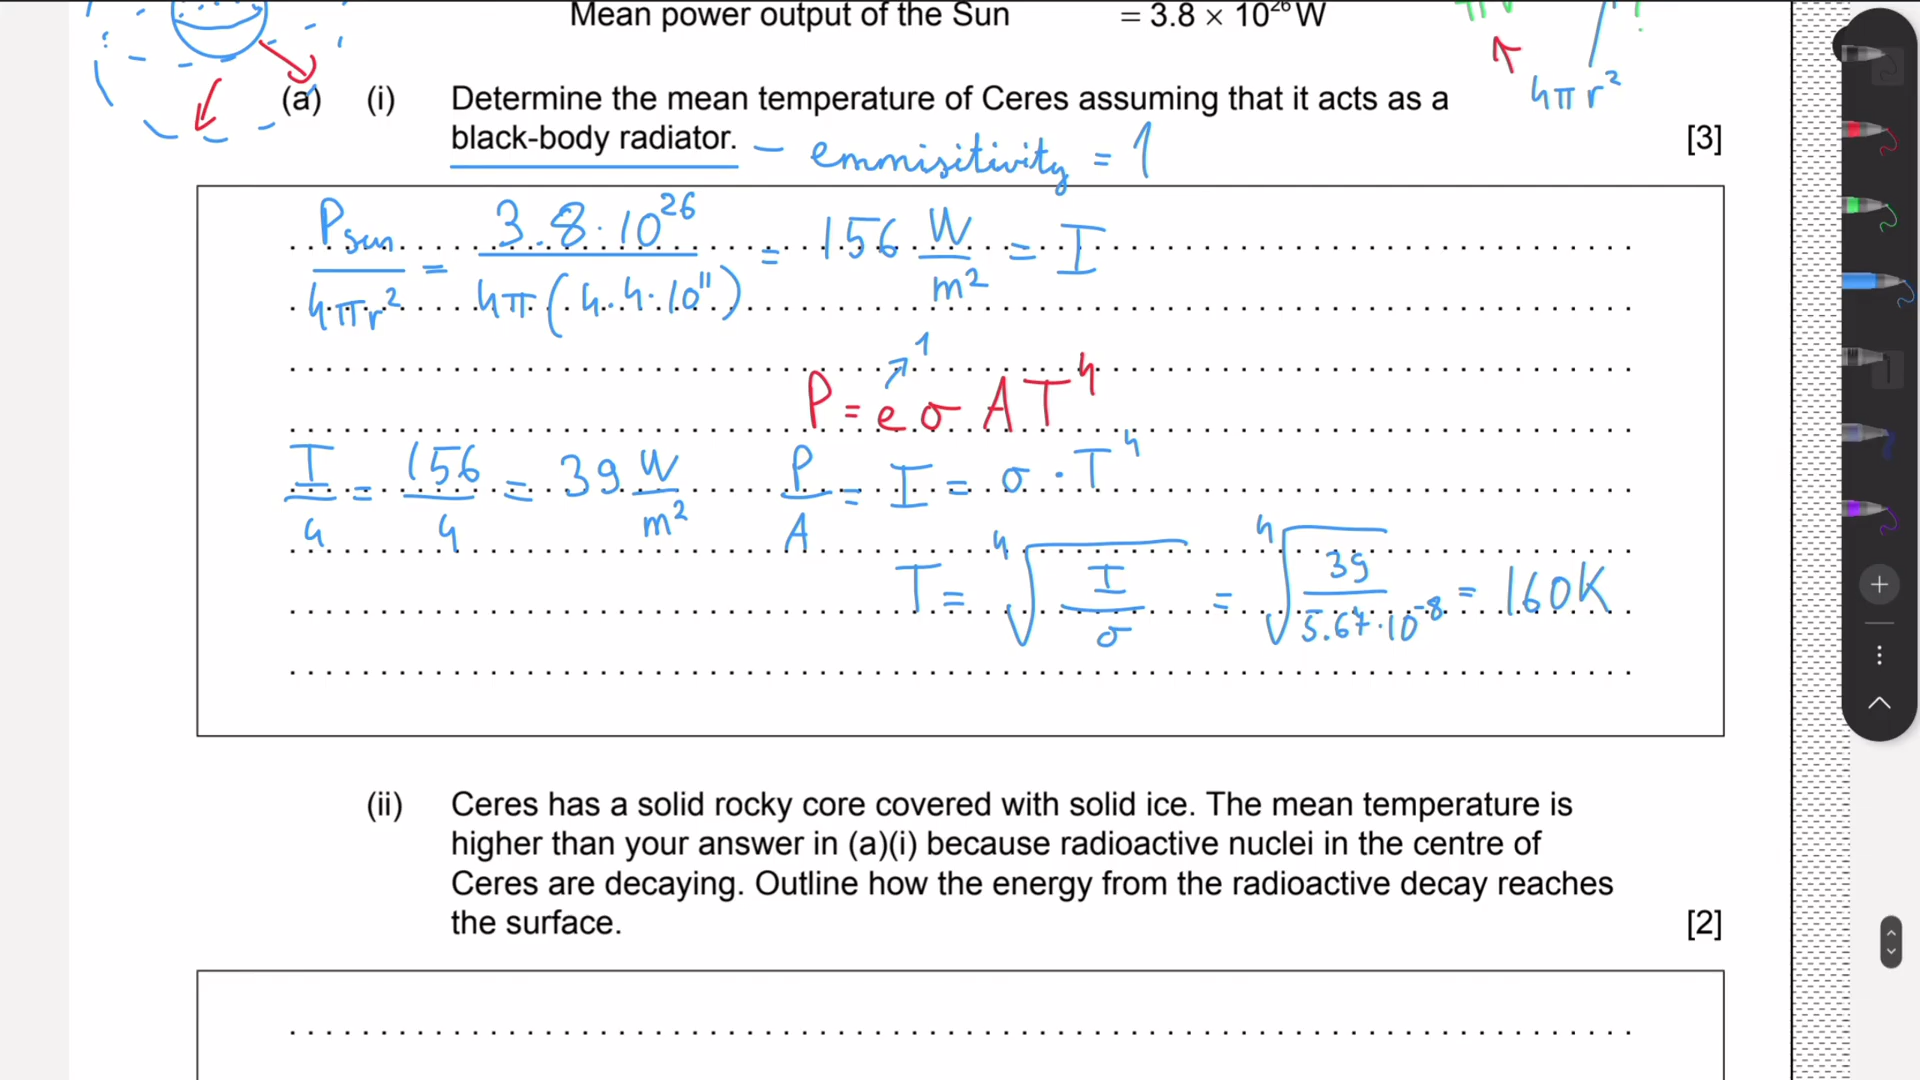 Mean power output of the Sun = 3.8 × 10²⁶ W
4πr²
(a) (i) Determine the mean temperature of Ceres assuming that it acts as a
black-body radiator. – emmisitivity = 1 [3]
P_sun / 4πr² = 3.8·10²⁶ / 4π(4.4·10¹¹) = 156 W/m² = I
1
P = eσAT⁴
I/4 = 156/4 = 39 W/m² P/A = I = σ·T⁴
T = ⁴√(I/σ) = ⁴√(39/5.67·10⁻⁸) = 160K
(ii) Ceres has a solid rocky core covered with solid ice. The mean temperature is
higher than your answer in (a)(i) because radioactive nuclei in the centre of
Ceres are decaying. Outline how the energy from the radioactive decay reaches
the surface. [2]